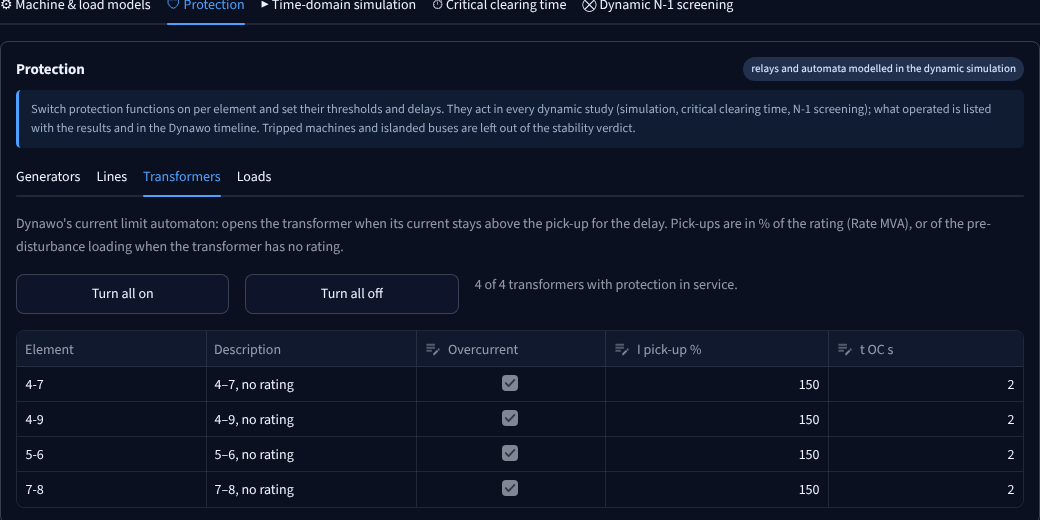 Machine & load models Protection Time-domain simulation Critical clearing time Dynamic N-1 screening
Protection
relays and automata modelled in the dynamic simulation
Switch protection functions on per element and set their thresholds and delays. They act in every dynamic study (simulation, critical clearing time, N-1 screening); what operated is listed
with the results and in the Dynawo timeline. Tripped machines and islanded buses are left out of the stability verdict.
Generators Lines Transformers Loads
Dynawo's current limit automaton: opens the transformer when its current stays above the pick-up for the delay. Pick-ups are in % of the rating (Rate MVA), or of the pre-
disturbance loading when the transformer has no rating.
Turn all on Turn all off 4 of 4 transformers with protection in service.
Element Description Overcurrent I pick-up % t OC s
4-7 4–7, no rating 150 2
4-9 4–9, no rating 150 2
5-6 5–6, no rating 150 2
7-8 7–8, no rating 150 2